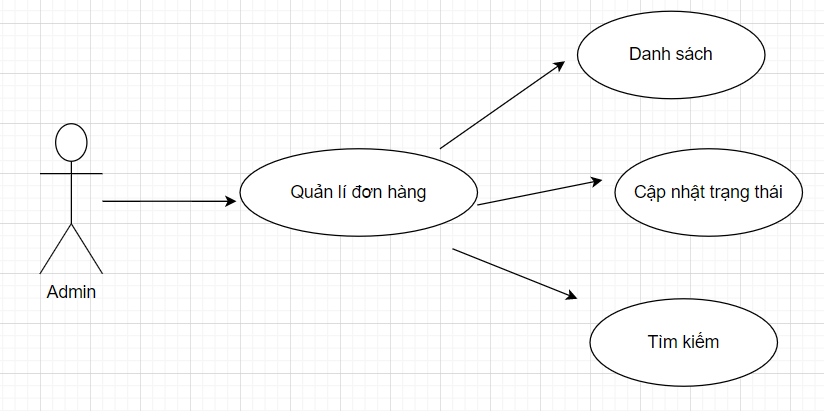 Danh sách
Quản lí đơn hàng
Cập nhật trạng thái
Admin
Tìm kiếm